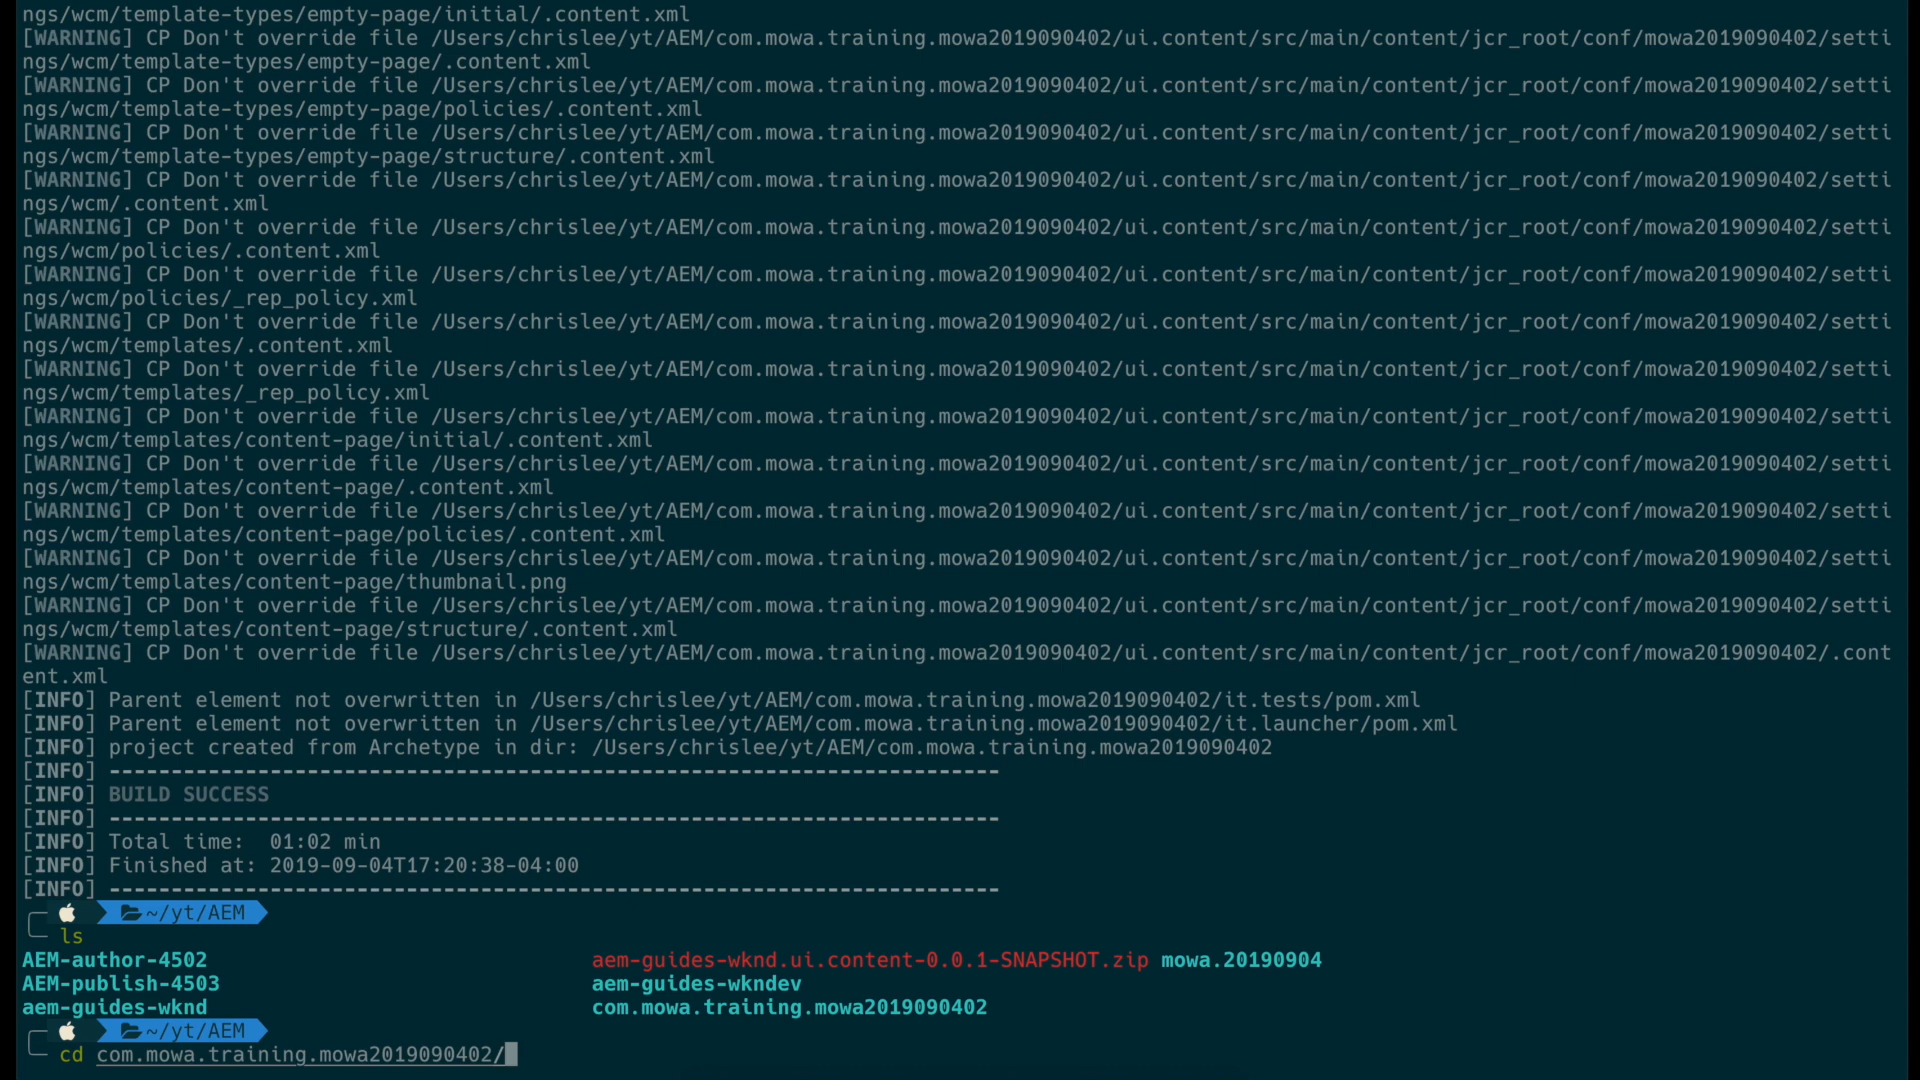 ngs/wcm/template-types/empty-page/initial/.content.xml
[WARNING] CP Don't override file /Users/chrislee/yt/AEM/com.mowa.training.mowa2019090402/ui.content/src/main/content/jcr_root/conf/mowa2019090402/setti
ngs/wcm/template-types/empty-page/.content.xml
[WARNING] CP Don't override file /Users/chrislee/yt/AEM/com.mowa.training.mowa2019090402/ui.content/src/main/content/jcr_root/conf/mowa2019090402/setti
ngs/wcm/template-types/empty-page/policies/.content.xml
[WARNING] CP Don't override file /Users/chrislee/yt/AEM/com.mowa.training.mowa2019090402/ui.content/src/main/content/jcr_root/conf/mowa2019090402/setti
ngs/wcm/template-types/empty-page/structure/.content.xml
[WARNING] CP Don't override file /Users/chrislee/yt/AEM/com.mowa.training.mowa2019090402/ui.content/src/main/content/jcr_root/conf/mowa2019090402/setti
ngs/wcm/.content.xml
[WARNING] CP Don't override file /Users/chrislee/yt/AEM/com.mowa.training.mowa2019090402/ui.content/src/main/content/jcr_root/conf/mowa2019090402/setti
ngs/wcm/policies/.content.xml
[WARNING] CP Don't override file /Users/chrislee/yt/AEM/com.mowa.training.mowa2019090402/ui.content/src/main/content/jcr_root/conf/mowa2019090402/setti
ngs/wcm/policies/_rep_policy.xml
[WARNING] CP Don't override file /Users/chrislee/yt/AEM/com.mowa.training.mowa2019090402/ui.content/src/main/content/jcr_root/conf/mowa2019090402/setti
ngs/wcm/templates/.content.xml
[WARNING] CP Don't override file /Users/chrislee/yt/AEM/com.mowa.training.mowa2019090402/ui.content/src/main/content/jcr_root/conf/mowa2019090402/setti
ngs/wcm/templates/_rep_policy.xml
[WARNING] CP Don't override file /Users/chrislee/yt/AEM/com.mowa.training.mowa2019090402/ui.content/src/main/content/jcr_root/conf/mowa2019090402/setti
ngs/wcm/templates/content-page/initial/.content.xml
[WARNING] CP Don't override file /Users/chrislee/yt/AEM/com.mowa.training.mowa2019090402/ui.content/src/main/content/jcr_root/conf/mowa2019090402/setti
ngs/wcm/templates/content-page/.content.xml
[WARNING] CP Don't override file /Users/chrislee/yt/AEM/com.mowa.training.mowa2019090402/ui.content/src/main/content/jcr_root/conf/mowa2019090402/setti
ngs/wcm/templates/content-page/policies/.content.xml
[WARNING] CP Don't override file /Users/chrislee/yt/AEM/com.mowa.training.mowa2019090402/ui.content/src/main/content/jcr_root/conf/mowa2019090402/setti
ngs/wcm/templates/content-page/thumbnail.png
[WARNING] CP Don't override file /Users/chrislee/yt/AEM/com.mowa.training.mowa2019090402/ui.content/src/main/content/jcr_root/conf/mowa2019090402/setti
ngs/wcm/templates/content-page/structure/.content.xml
[WARNING] CP Don't override file /Users/chrislee/yt/AEM/com.mowa.training.mowa2019090402/ui.content/src/main/content/jcr_root/conf/mowa2019090402/.cont
ent.xml
[INFO] Parent element not overwritten in /Users/chrislee/yt/AEM/com.mowa.training.mowa2019090402/it.tests/pom.xml
[INFO] Parent element not overwritten in /Users/chrislee/yt/AEM/com.mowa.training.mowa2019090402/it.launcher/pom.xml
[INFO] project created from Archetype in dir: /Users/chrislee/yt/AEM/com.mowa.training.mowa2019090402
[INFO] ------------------------------------------------------------------------
[INFO] BUILD SUCCESS
[INFO] ------------------------------------------------------------------------
[INFO] Total time:  01:02 min
[INFO] Finished at: 2019-09-04T17:20:38-04:00
[INFO] ------------------------------------------------------------------------
~/yt/AEM
ls
AEM-author-4502 aem-guides-wknd.ui.content-0.0.1-SNAPSHOT.zip mowa.20190904
AEM-publish-4503 aem-guides-wkndev
aem-guides-wknd com.mowa.training.mowa2019090402
~/yt/AEM
cd com.mowa.training.mowa2019090402/